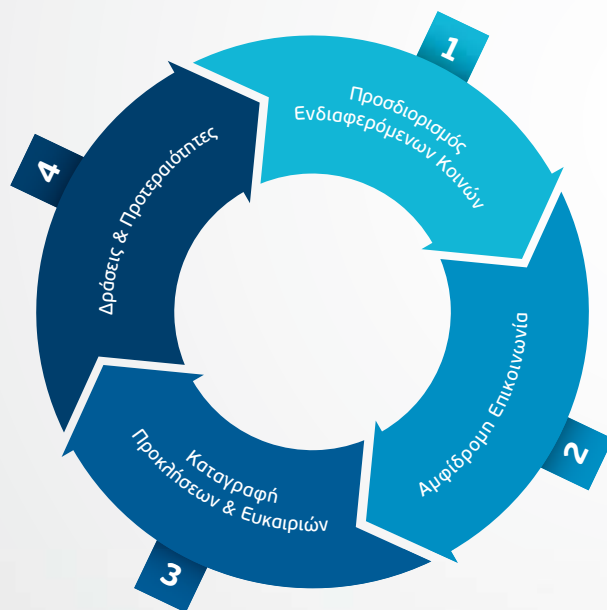 1
Προσδιορισμός
Ενδιαφερόμενων Κοινών
2
Αμφίδρομη Επικοινωνία
3
Καταγραφή
Προκλήσεων & Ευκαιριών
4
Δράσεις & Προτεραιότητες